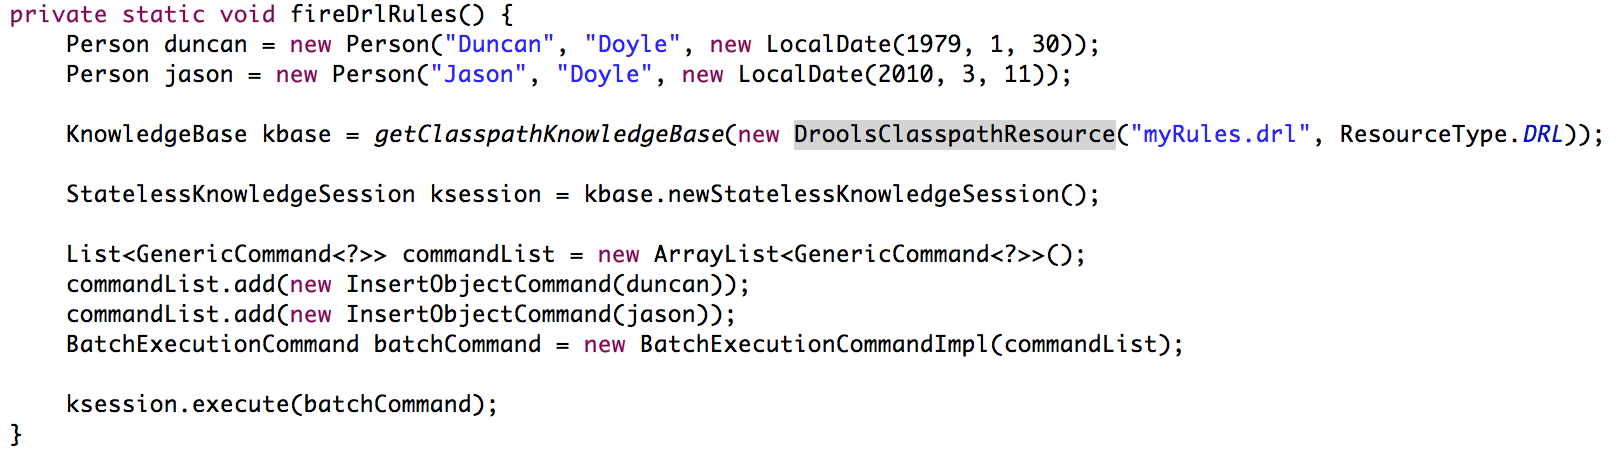 private static void fireDrlRules() {
    Person duncan = new Person("Duncan", "Doyle", new LocalDate(1979, 1, 30));
    Person jason = new Person("Jason", "Doyle", new LocalDate(2010, 3, 11));

    KnowledgeBase kbase = getClasspathKnowledgeBase(new DroolsClasspathResource("myRules.drl", ResourceType.DRL));

    StatelessKnowledgeSession ksession = kbase.newStatelessKnowledgeSession();

    List<GenericCommand<?>> commandList = new ArrayList<GenericCommand<?>>();
    commandList.add(new InsertObjectCommand(duncan));
    commandList.add(new InsertObjectCommand(jason));
    BatchExecutionCommand batchCommand = new BatchExecutionCommandImpl(commandList);

    ksession.execute(batchCommand);
}